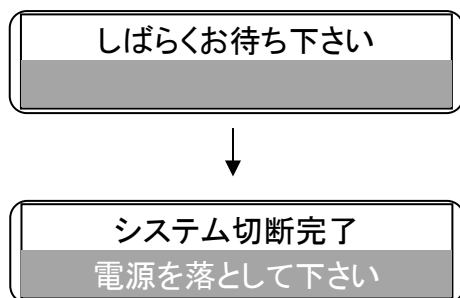 しばらくお待ち下さい
システム切断完了
電源を落として下さい